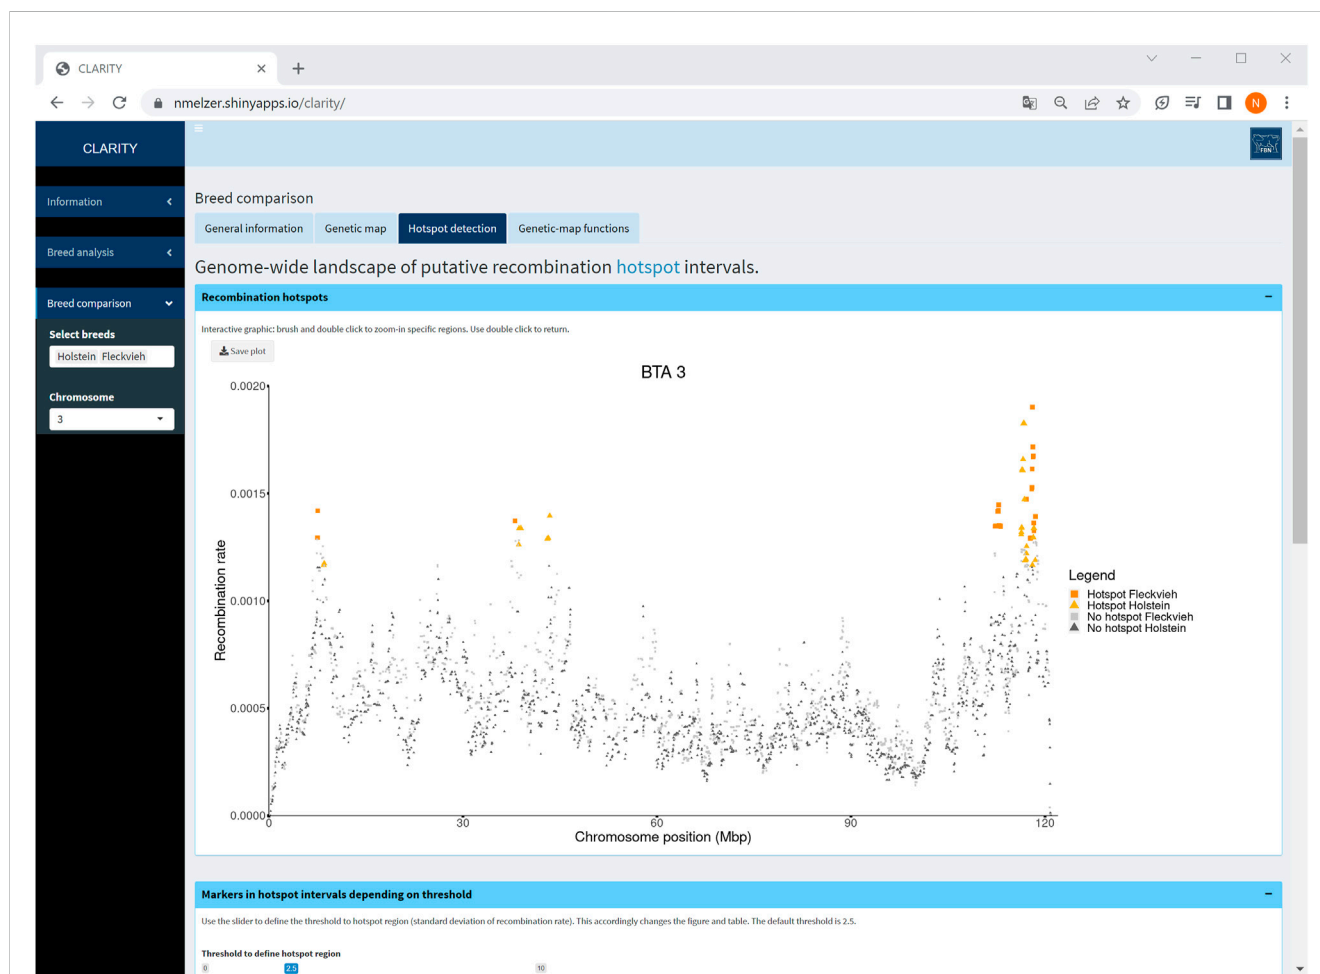 CLARITY
nmelzer.shinyapps.io/clarity/
N
CLARITY
FBN
Information
Breed analysis
Breed comparison
Select breeds
Holstein Fleckvieh
Chromosome
3
Breed comparison
General information Genetic map Hotspot detection Genetic-map functions
Genome-wide landscape of putative recombination hotspot intervals.
Recombination hotspots
Interactive graphic: brush and double click to zoom-in specific regions. Use double click to return.
Save plot
BTA 3
0.0020
0.0015
0.0010
0.0005
0.0000
Recombination rate
0 30 60 90 120
Chromosome position (Mbp)
Legend
Hotspot Fleckvieh
Hotspot Holstein
No hotspot Fleckvieh
No hotspot Holstein
Markers in hotspot intervals depending on threshold
Use the slider to define the threshold to hotspot region (standard deviation of recombination rate). This accordingly changes the figure and table. The default threshold is 2.5.
Threshold to define hotspot region
0 2.5 10